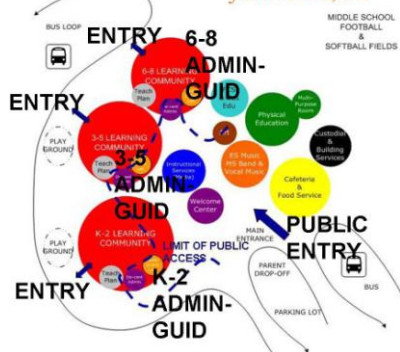 MIDDLE SCHOOL
FOOTBALL
&
SOFTBALL FIELDS
BUS LOOP
ENTRY
6-8
ADMIN-
GUID
6-8 LEARNING
COMMUNITY
Teach
Plan
Edu
Multi-
Purpose
Room
Physical
Education
ENTRY
3-5 LEARNING
COMMUNITY
Teach
Plan
3-5
ADMIN-
GUID
PLAY
GROUND
Instructional
Services
ES Music,
MS Band &
Vocal Music
Custodial
&
Building
Services
Cafeteria
&
Food Service
Welcome
Center
K-2 LEARNING
COMMUNITY
PLAY
GROUND
LIMIT OF PUBLIC
ACCESS
MAIN
ENTRANCE
PUBLIC
ENTRY
Teach
Plan
ENTRY
K-2
ADMIN-
GUID
PARENT
DROP-OFF
BUS
PARKING LOT